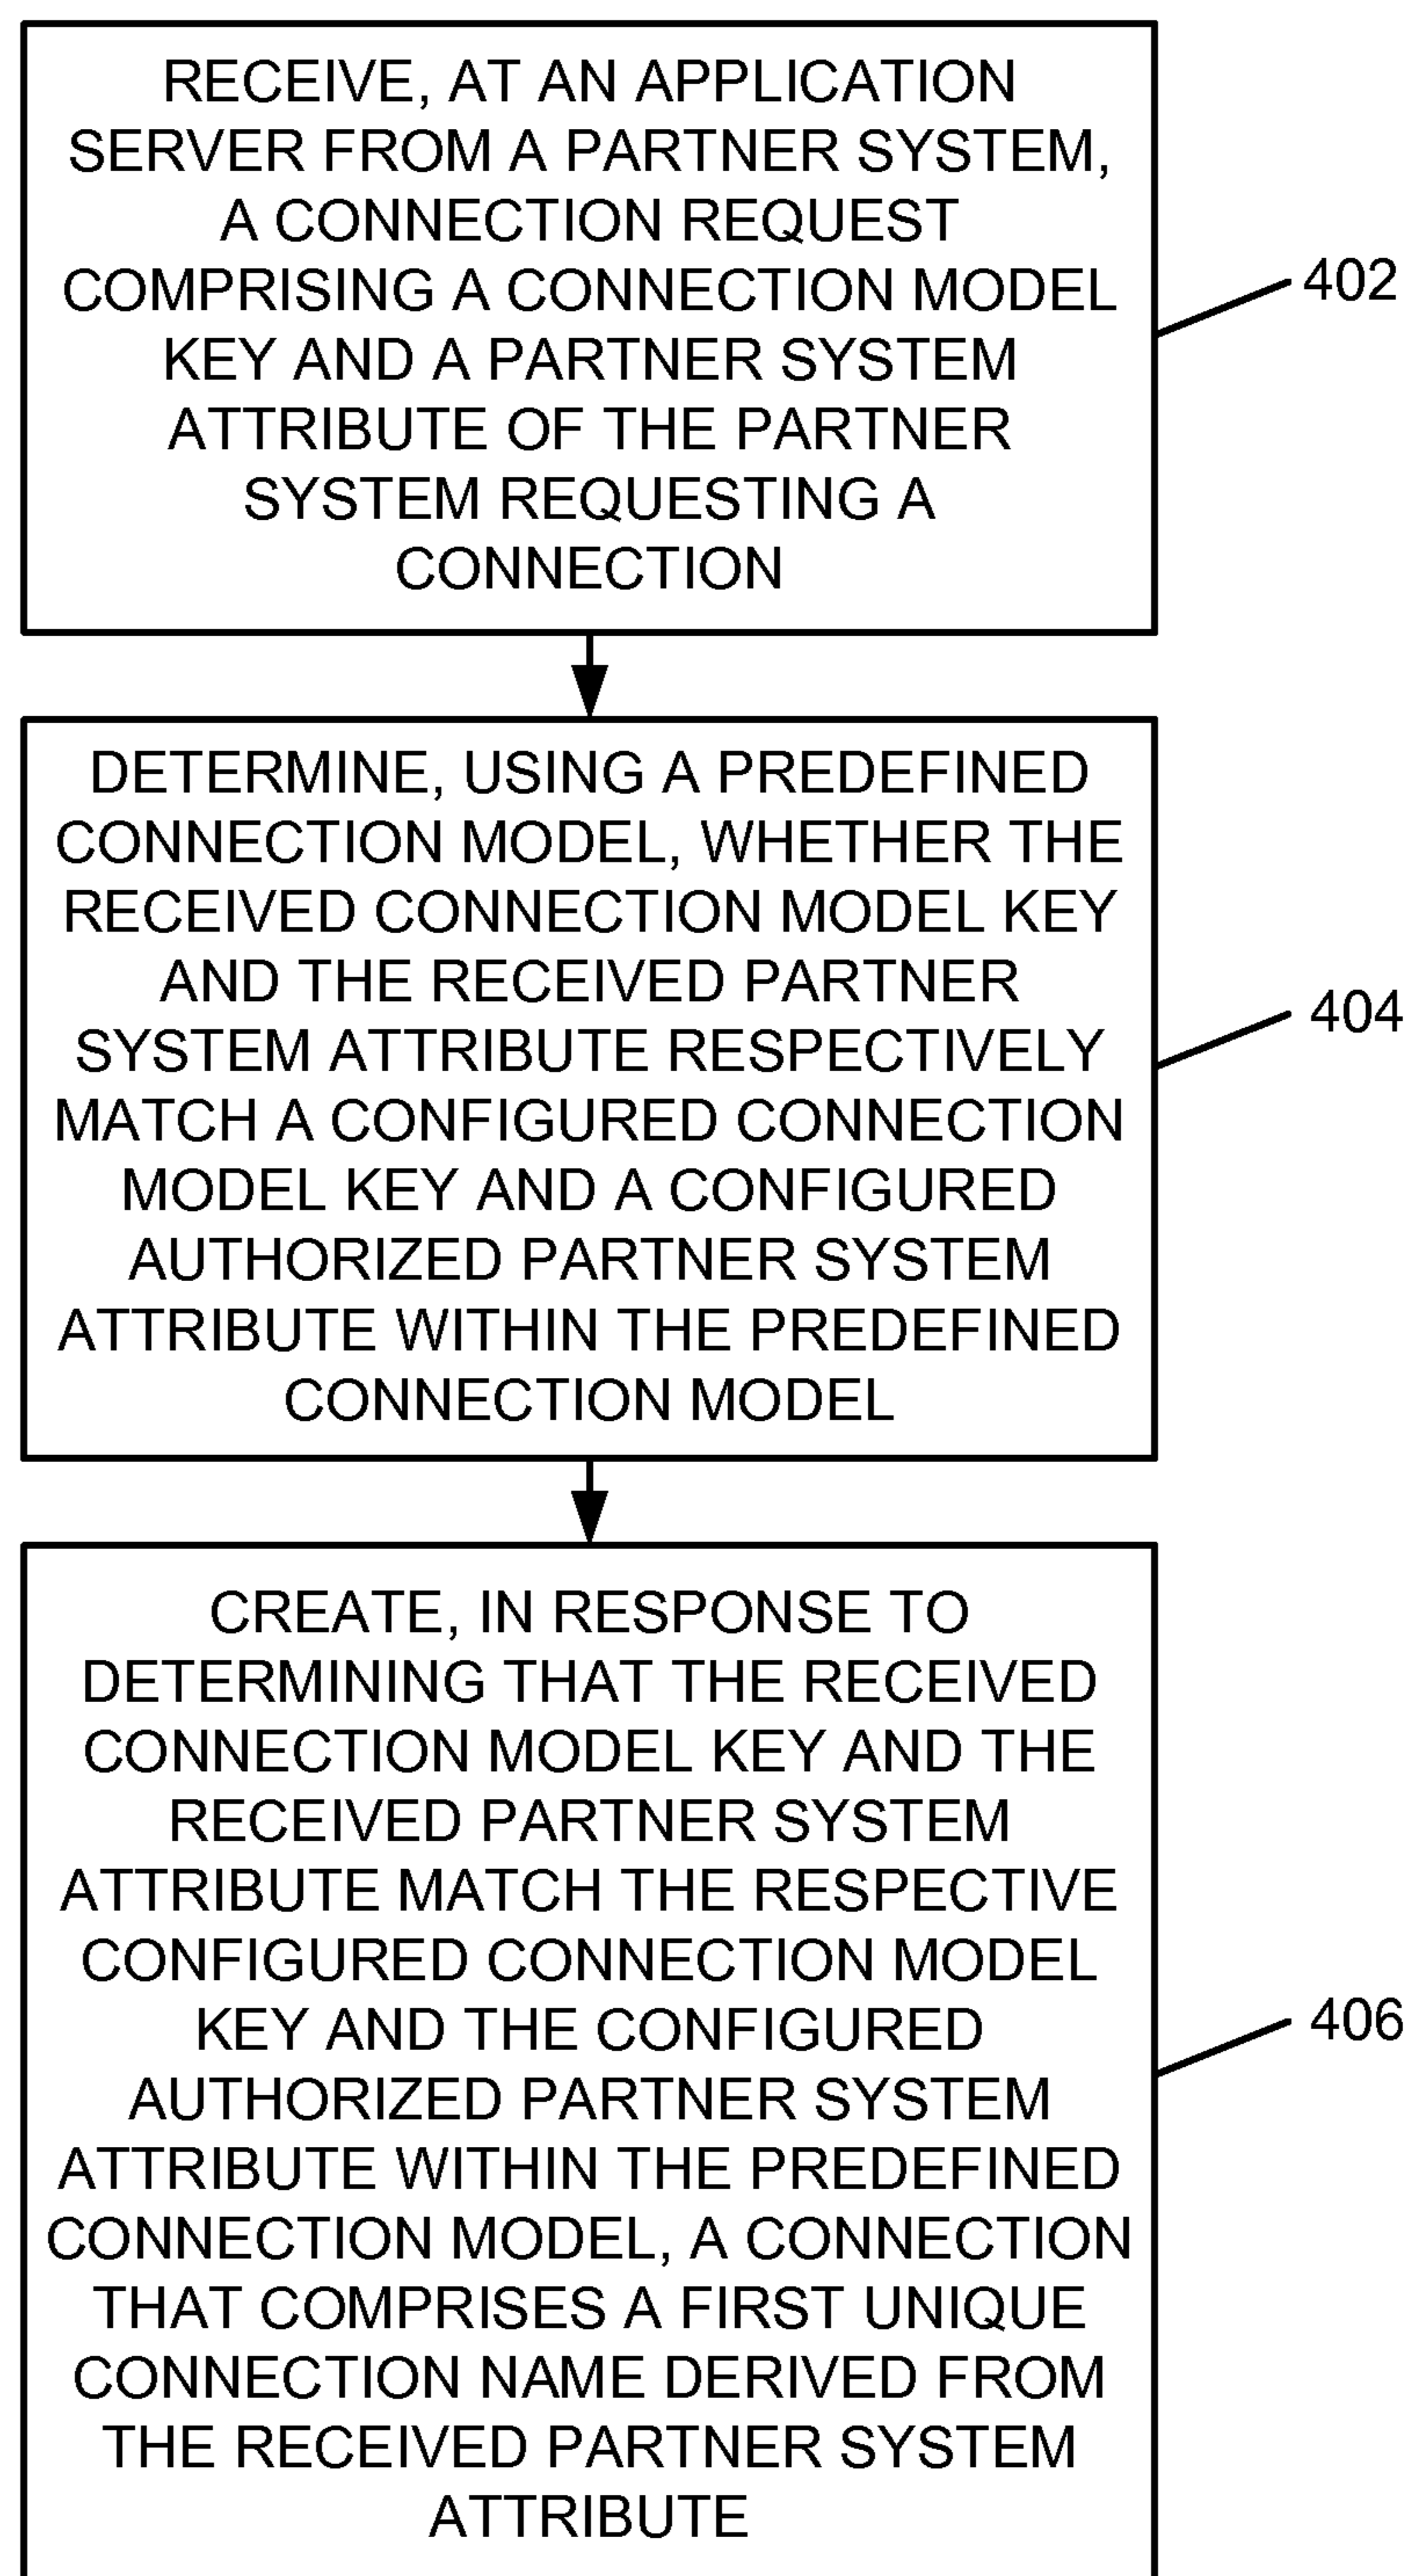 RECEIVE, AT AN APPLICATION
SERVER FROM A PARTNER SYSTEM,
A CONNECTION REQUEST
COMPRISING A CONNECTION MODEL
KEY AND A PARTNER SYSTEM
ATTRIBUTE OF THE PARTNER
SYSTEM REQUESTING A
CONNECTION
402
DETERMINE, USING A PREDEFINED
CONNECTION MODEL, WHETHER THE
RECEIVED CONNECTION MODEL KEY
AND THE RECEIVED PARTNER
SYSTEM ATTRIBUTE RESPECTIVELY
MATCH A CONFIGURED CONNECTION
MODEL KEY AND A CONFIGURED
AUTHORIZED PARTNER SYSTEM
ATTRIBUTE WITHIN THE PREDEFINED
CONNECTION MODEL
404
CREATE, IN RESPONSE TO
DETERMINING THAT THE RECEIVED
CONNECTION MODEL KEY AND THE
RECEIVED PARTNER SYSTEM
ATTRIBUTE MATCH THE RESPECTIVE
CONFIGURED CONNECTION MODEL
KEY AND THE CONFIGURED
AUTHORIZED PARTNER SYSTEM
ATTRIBUTE WITHIN THE PREDEFINED
CONNECTION MODEL, A CONNECTION
THAT COMPRISES A FIRST UNIQUE
CONNECTION NAME DERIVED FROM
THE RECEIVED PARTNER SYSTEM
ATTRIBUTE
406